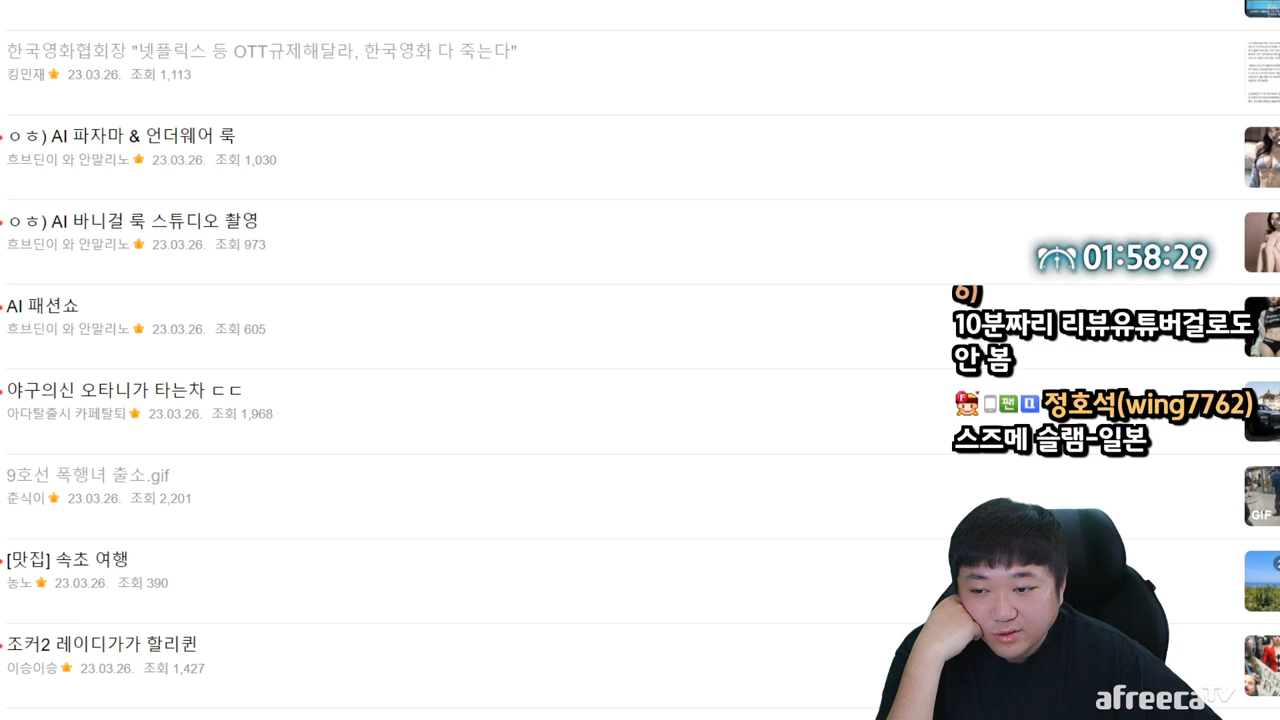 한국영화협회장 "넷플릭스 등 OTT규제해달라, 한국영화 다 죽는다"
킹민재 23.03.26. 조회 1,113
ㅇㅎ) AI 파자마 & 언더웨어 룩
흐브딘이 와 안말리노 23.03.26. 조회 1,030
ㅇㅎ) AI 바니걸 룩 스튜디오 촬영
흐브딘이 와 안말리노 23.03.26. 조회 973
01:58:29
6)
AI 패션쇼
흐브딘이 와 안말리노 23.03.26. 조회 605
10분짜리 리뷰유튜버걸로도
안 봄
야구의신 오타니가 타는차 ㄷㄷ
아다탈출시 카페탈퇴 23.03.26. 조회 1,908
F 팬 정호석(wing7762)
스즈메 슬램-일본
9호선 폭행녀 출소.gif
춘식이 23.03.26. 조회 2,201
GIF
[맛집] 속초 여행
농노 23.03.26. 조회 390
조커2 레이디가가 할리퀸
이승이승 23.03.26. 조회 1,427
afreecaTV